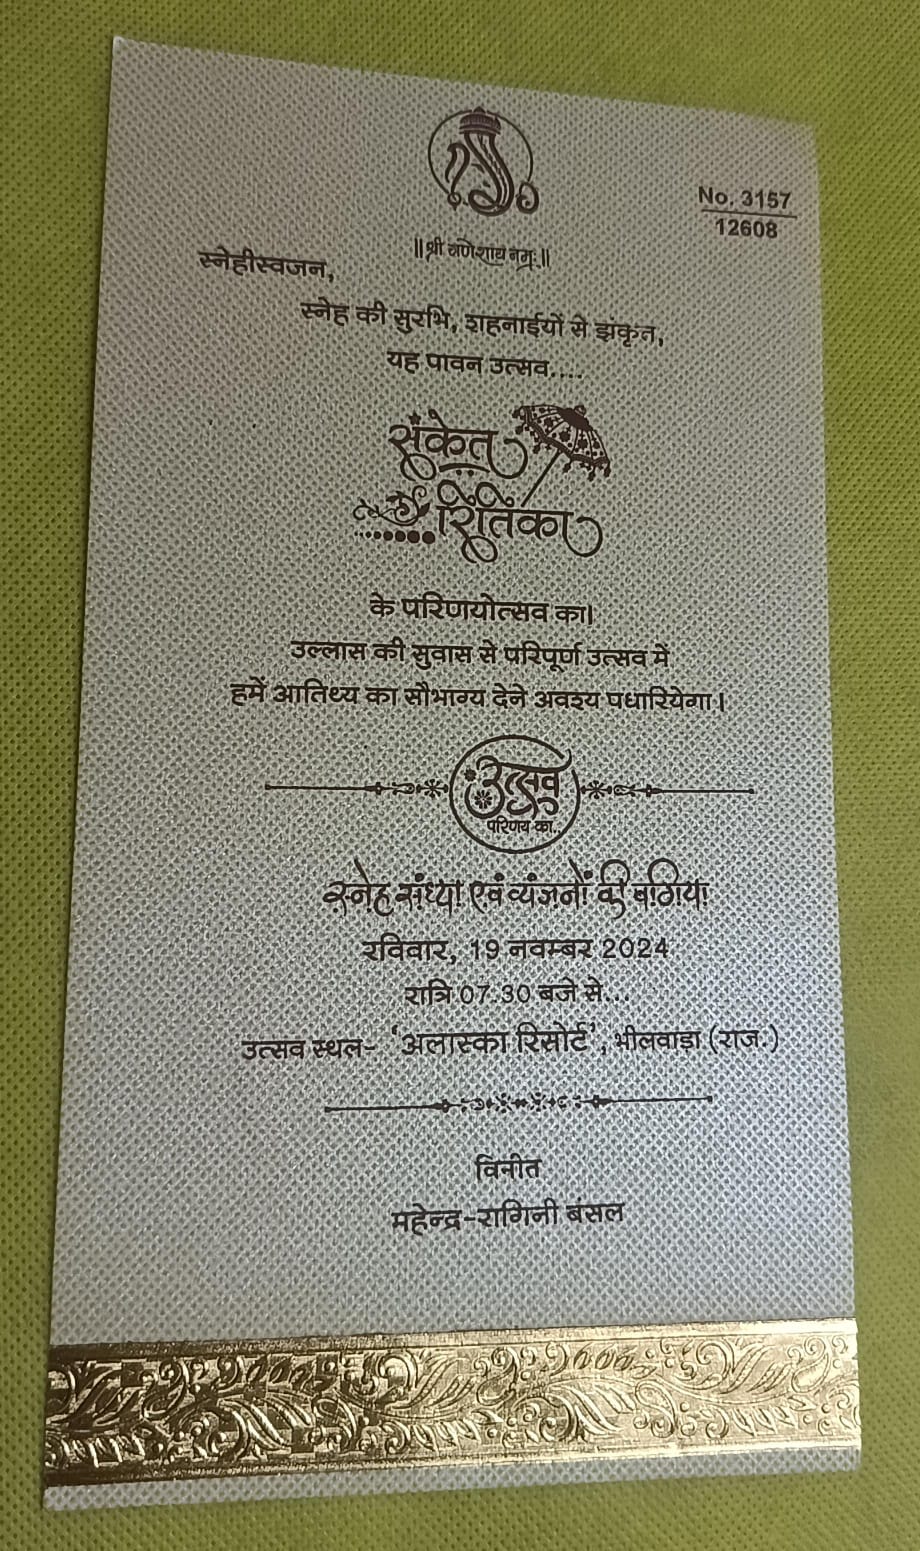 No. 3157
12608
॥ श्री गणेशाय नमः ॥
स्नेहीस्वजन,
स्नेह की सुरभि, शहनाईयों से झंकृत,
यह पावन उत्सव....
संकेत
रितिका
के परिणयोत्सव का।
उल्लास की सुवास से परिपूर्ण उत्सव में
हमें आतिथ्य का सौभाग्य देने अवश्य पधारियेगा।
उत्सव
परिणय का..
स्नेह संध्या एवं व्यंजनों की बगिया
रविवार, 19 नवम्बर 2024
रात्रि 07.30 बजे से...
उत्सव स्थल- 'अलास्का रिसोर्ट', भीलवाड़ा (राज.)
विनीत
महेन्द्र-रागिनी बंसल